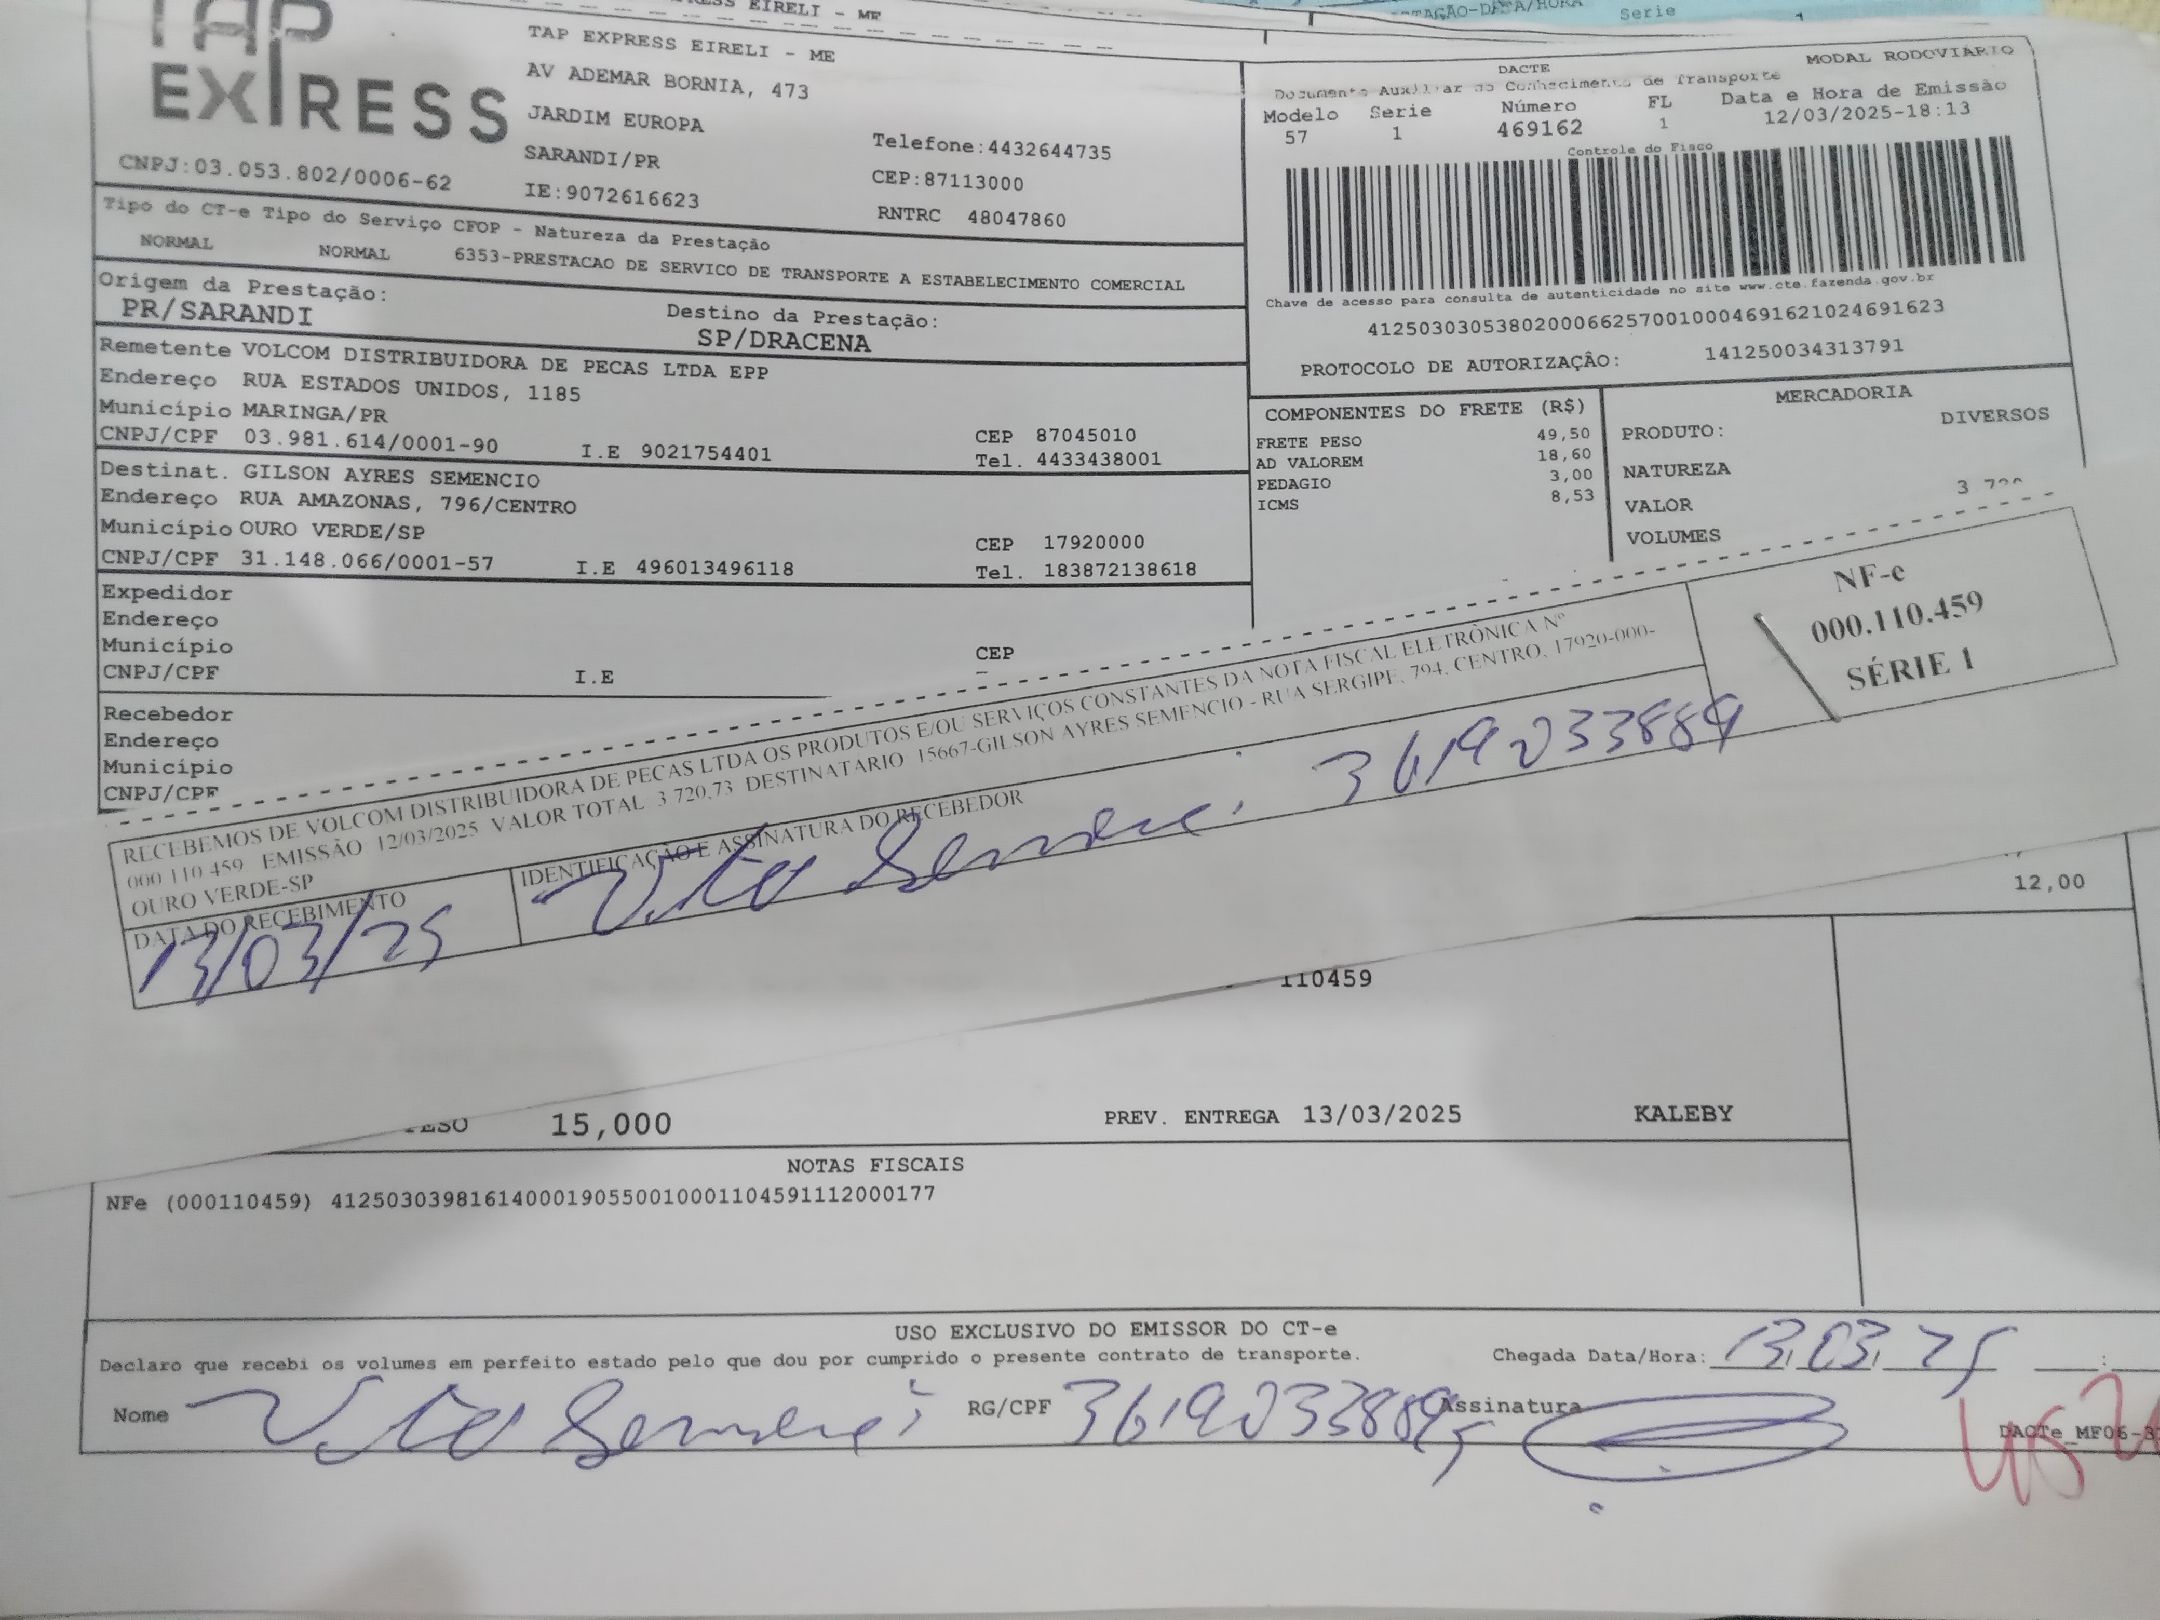 EXPRESS EIRELI - ME
TAÇÃO-DATA/HORA
Serie
1
TAP
EXPRESS
CNPJ:03.053.802/0006-62
TAP EXPRESS EIRELI - ME
AV ADEMAR BORNIA, 473
JARDIM EUROPA
SARANDI/PR
IE:9072616623
Telefone:4432644735
CEP:87113000
RNTRC 48047860
DACTE
MODAL RODOVIÁRIO
Documento Auxiliar do Conhecimento de Transporte
Modelo Serie Número FL Data e Hora de Emissão
57 1 469162 1 12/03/2025-18:13
Controle do Fisco
Chave de acesso para consulta de autenticidade no site www.cte.fazenda.gov.br
41250303053802000662570010004691621024691623
PROTOCOLO DE AUTORIZAÇÃO: 141250034313791
Tipo do CT-e Tipo do Serviço CFOP - Natureza da Prestação
NORMAL NORMAL 6353-PRESTACAO DE SERVICO DE TRANSPORTE A ESTABELECIMENTO COMERCIAL
Origem da Prestação:
PR/SARANDI
Destino da Prestação:
SP/DRACENA
Remetente VOLCOM DISTRIBUIDORA DE PECAS LTDA EPP
Endereço RUA ESTADOS UNIDOS, 1185
Município MARINGA/PR
CEP 87045010
CNPJ/CPF 03.981.614/0001-90 I.E 9021754401 Tel. 4433438001
Destinat. GILSON AYRES SEMENCIO
Endereço RUA AMAZONAS, 796/CENTRO
Município OURO VERDE/SP
CEP 17920000
CNPJ/CPF 31.148.066/0001-57 I.E 496013496118 Tel. 183872138618
COMPONENTES DO FRETE (R$)
FRETE PESO 49,50
AD VALOREM 18,60
PEDAGIO 3,00
ICMS 8,53
MERCADORIA
PRODUTO: DIVERSOS
NATUREZA
VALOR
VOLUMES
Expedidor
Endereço
Município CEP
CNPJ/CPF I.E
Recebedor
Endereço
Município
CNPJ/CPF
RECEBEMOS DE VOLCOM DISTRIBUIDORA DE PECAS LTDA OS PRODUTOS E/OU SERVIÇOS CONSTANTES DA NOTA FISCAL ELETRÔNICA Nº
000.110.459 EMISSÃO 12/03/2025 VALOR TOTAL 3.720,73 DESTINATARIO 15667-GILSON AYRES SEMENCIO - RUA SERGIPE, 794, CENTRO, 17920-000-
OURO VERDE-SP
DATA DO RECEBIMENTO
13/03/25
IDENTIFICAÇÃO E ASSINATURA DO RECEBEDOR
3619033889
NF-e
000.110.459
SÉRIE 1
12,00
110459
PESO 15,000
PREV. ENTREGA 13/03/2025 KALEBY
NOTAS FISCAIS
NFe (000110459) 41250303981614000190550010001104591112000177
USO EXCLUSIVO DO EMISSOR DO CT-e
Declaro que recebi os volumes em perfeito estado pelo que dou por cumprido o presente contrato de transporte.
Chegada Data/Hora: 13.03.25 :
Nome
RG/CPF
Assinatura
DACTe_MF06-3